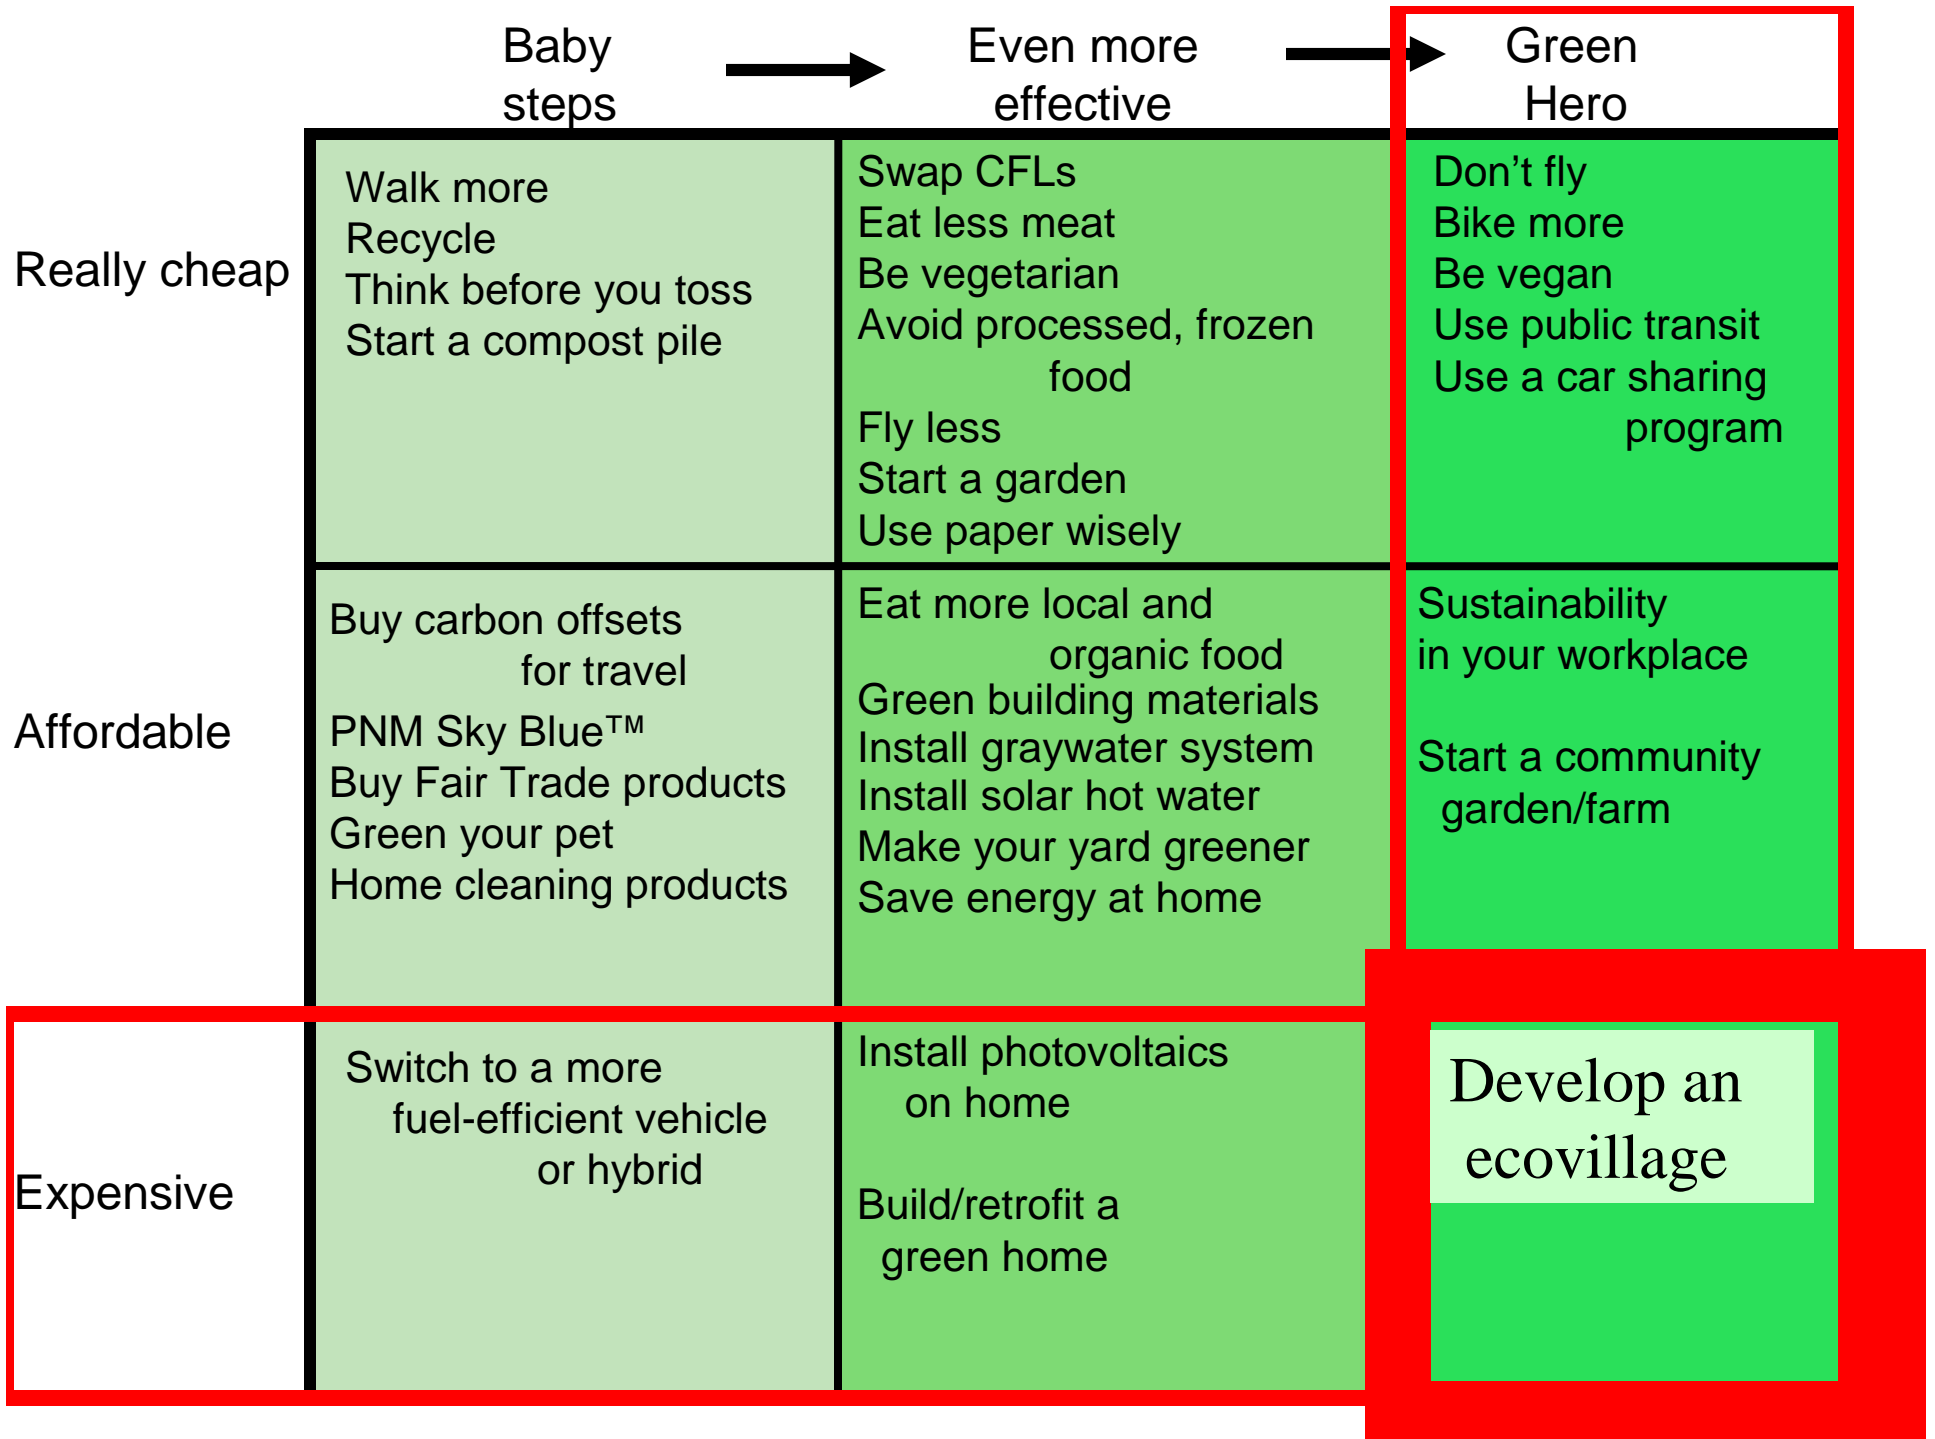 Baby
steps
Even more
effective
Green
Hero
Really cheap
Walk more
Recycle
Think before you toss
Start a compost pile
Swap CFLs
Eat less meat
Be vegetarian
Avoid processed, frozen
food
Fly less
Start a garden
Use paper wisely
Don’t fly
Bike more
Be vegan
Use public transit
Use a car sharing
program
Affordable
Buy carbon offsets
for travel
PNM Sky Blue™
Buy Fair Trade products
Green your pet
Home cleaning products
Eat more local and
organic food
Green building materials
Install graywater system
Install solar hot water
Make your yard greener
Save energy at home
Sustainability
in your workplace
Start a community
garden/farm
Expensive
Switch to a more
fuel-efficient vehicle
or hybrid
Install photovoltaics
on home
Build/retrofit a
green home
Develop an
ecovillage